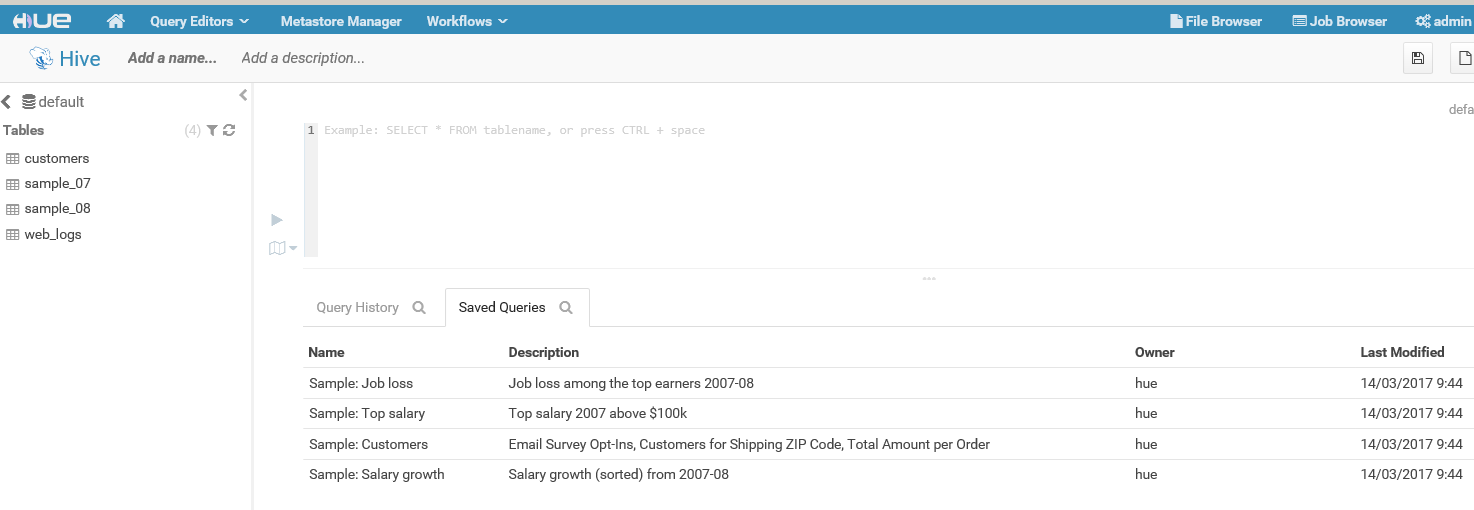 HUE Query Editors Metastore Manager Workflows File Browser Job Browser admin
Hive Add a name... Add a description...
default
defa
Tables (4)
1 Example: SELECT * FROM tablename, or press CTRL + space
customers
sample_07
sample_08
web_logs
Query History Saved Queries
Name Description Owner Last Modified
Sample: Job loss Job loss among the top earners 2007-08 hue 14/03/2017 9:44
Sample: Top salary Top salary 2007 above $100k hue 14/03/2017 9:44
Sample: Customers Email Survey Opt-Ins, Customers for Shipping ZIP Code, Total Amount per Order hue 14/03/2017 9:44
Sample: Salary growth Salary growth (sorted) from 2007-08 hue 14/03/2017 9:44